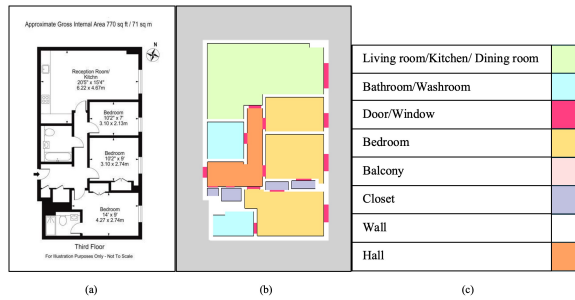 Approximate Gross Internal Area 770 sq ft / 71 sq m
N
Reception Room/
Kitchn
20'5" x 15'4"
6.22 x 4.67m
Bedroom
10'2" x 7'
3.10 x 2.13m
Bedroom
10'2" x 9'
3.10 x 2.74m
Bedroom
14' x 9'
4.27 x 2.74m
Third Floor
For Illustration Purposes Only - Not To Scale
Living room/Kitchen/ Dining room
Bathroom/Washroom
Door/Window
Bedroom
Balcony
Closet
Wall
Hall
(a)
(b)
(c)